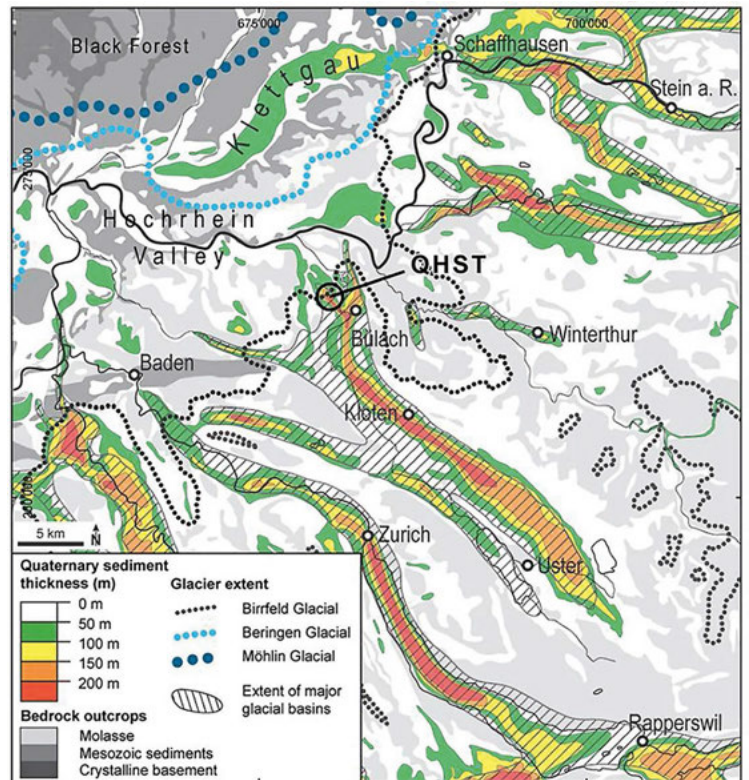 675'000
700'000
Black Forest
Schaffhausen
Klettgau
Stein a. R.
275'000
Hochrhein
Valley
QHST
Bülach
Winterthur
Baden
Kloten
5 km
N
Zurich
Uster
Quaternary sediment
thickness (m)
0 m
50 m
100 m
150 m
200 m
Glacier extent
Birrfeld Glacial
Beringen Glacial
Möhlin Glacial
Extent of major
glacial basins
Bedrock outcrops
Molasse
Mesozoic sediments
Crystalline basement
Rapperswil